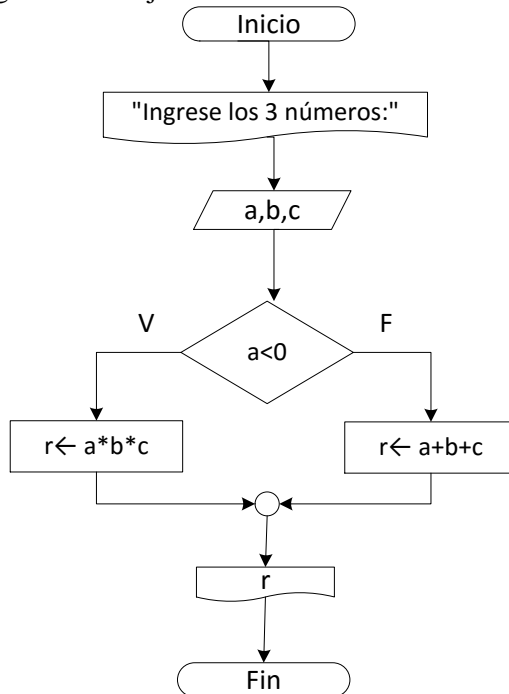 Inicio
"Ingrese los 3 números:"
a,b,c
V
F
a<0
r← a*b*c
r← a+b+c
r
Fin